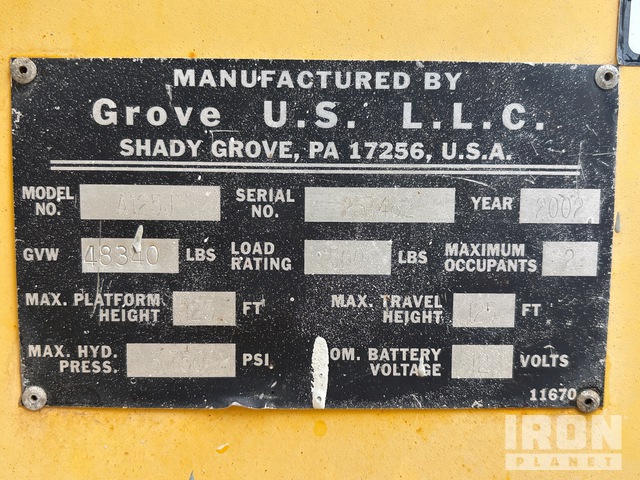 MANUFACTURED BY
Grove U.S. L.L.C.
SHADY GROVE, PA 17256, U.S.A.
MODEL NO. SERIAL NO. YEAR 2002
GVW 48340 LBS LOAD RATING LBS MAXIMUM OCCUPANTS 2
MAX. PLATFORM HEIGHT FT MAX. TRAVEL HEIGHT FT
MAX. HYD. PRESS. PSI OM. BATTERY VOLTAGE 12 VOLTS
11670
IRON
PLANET